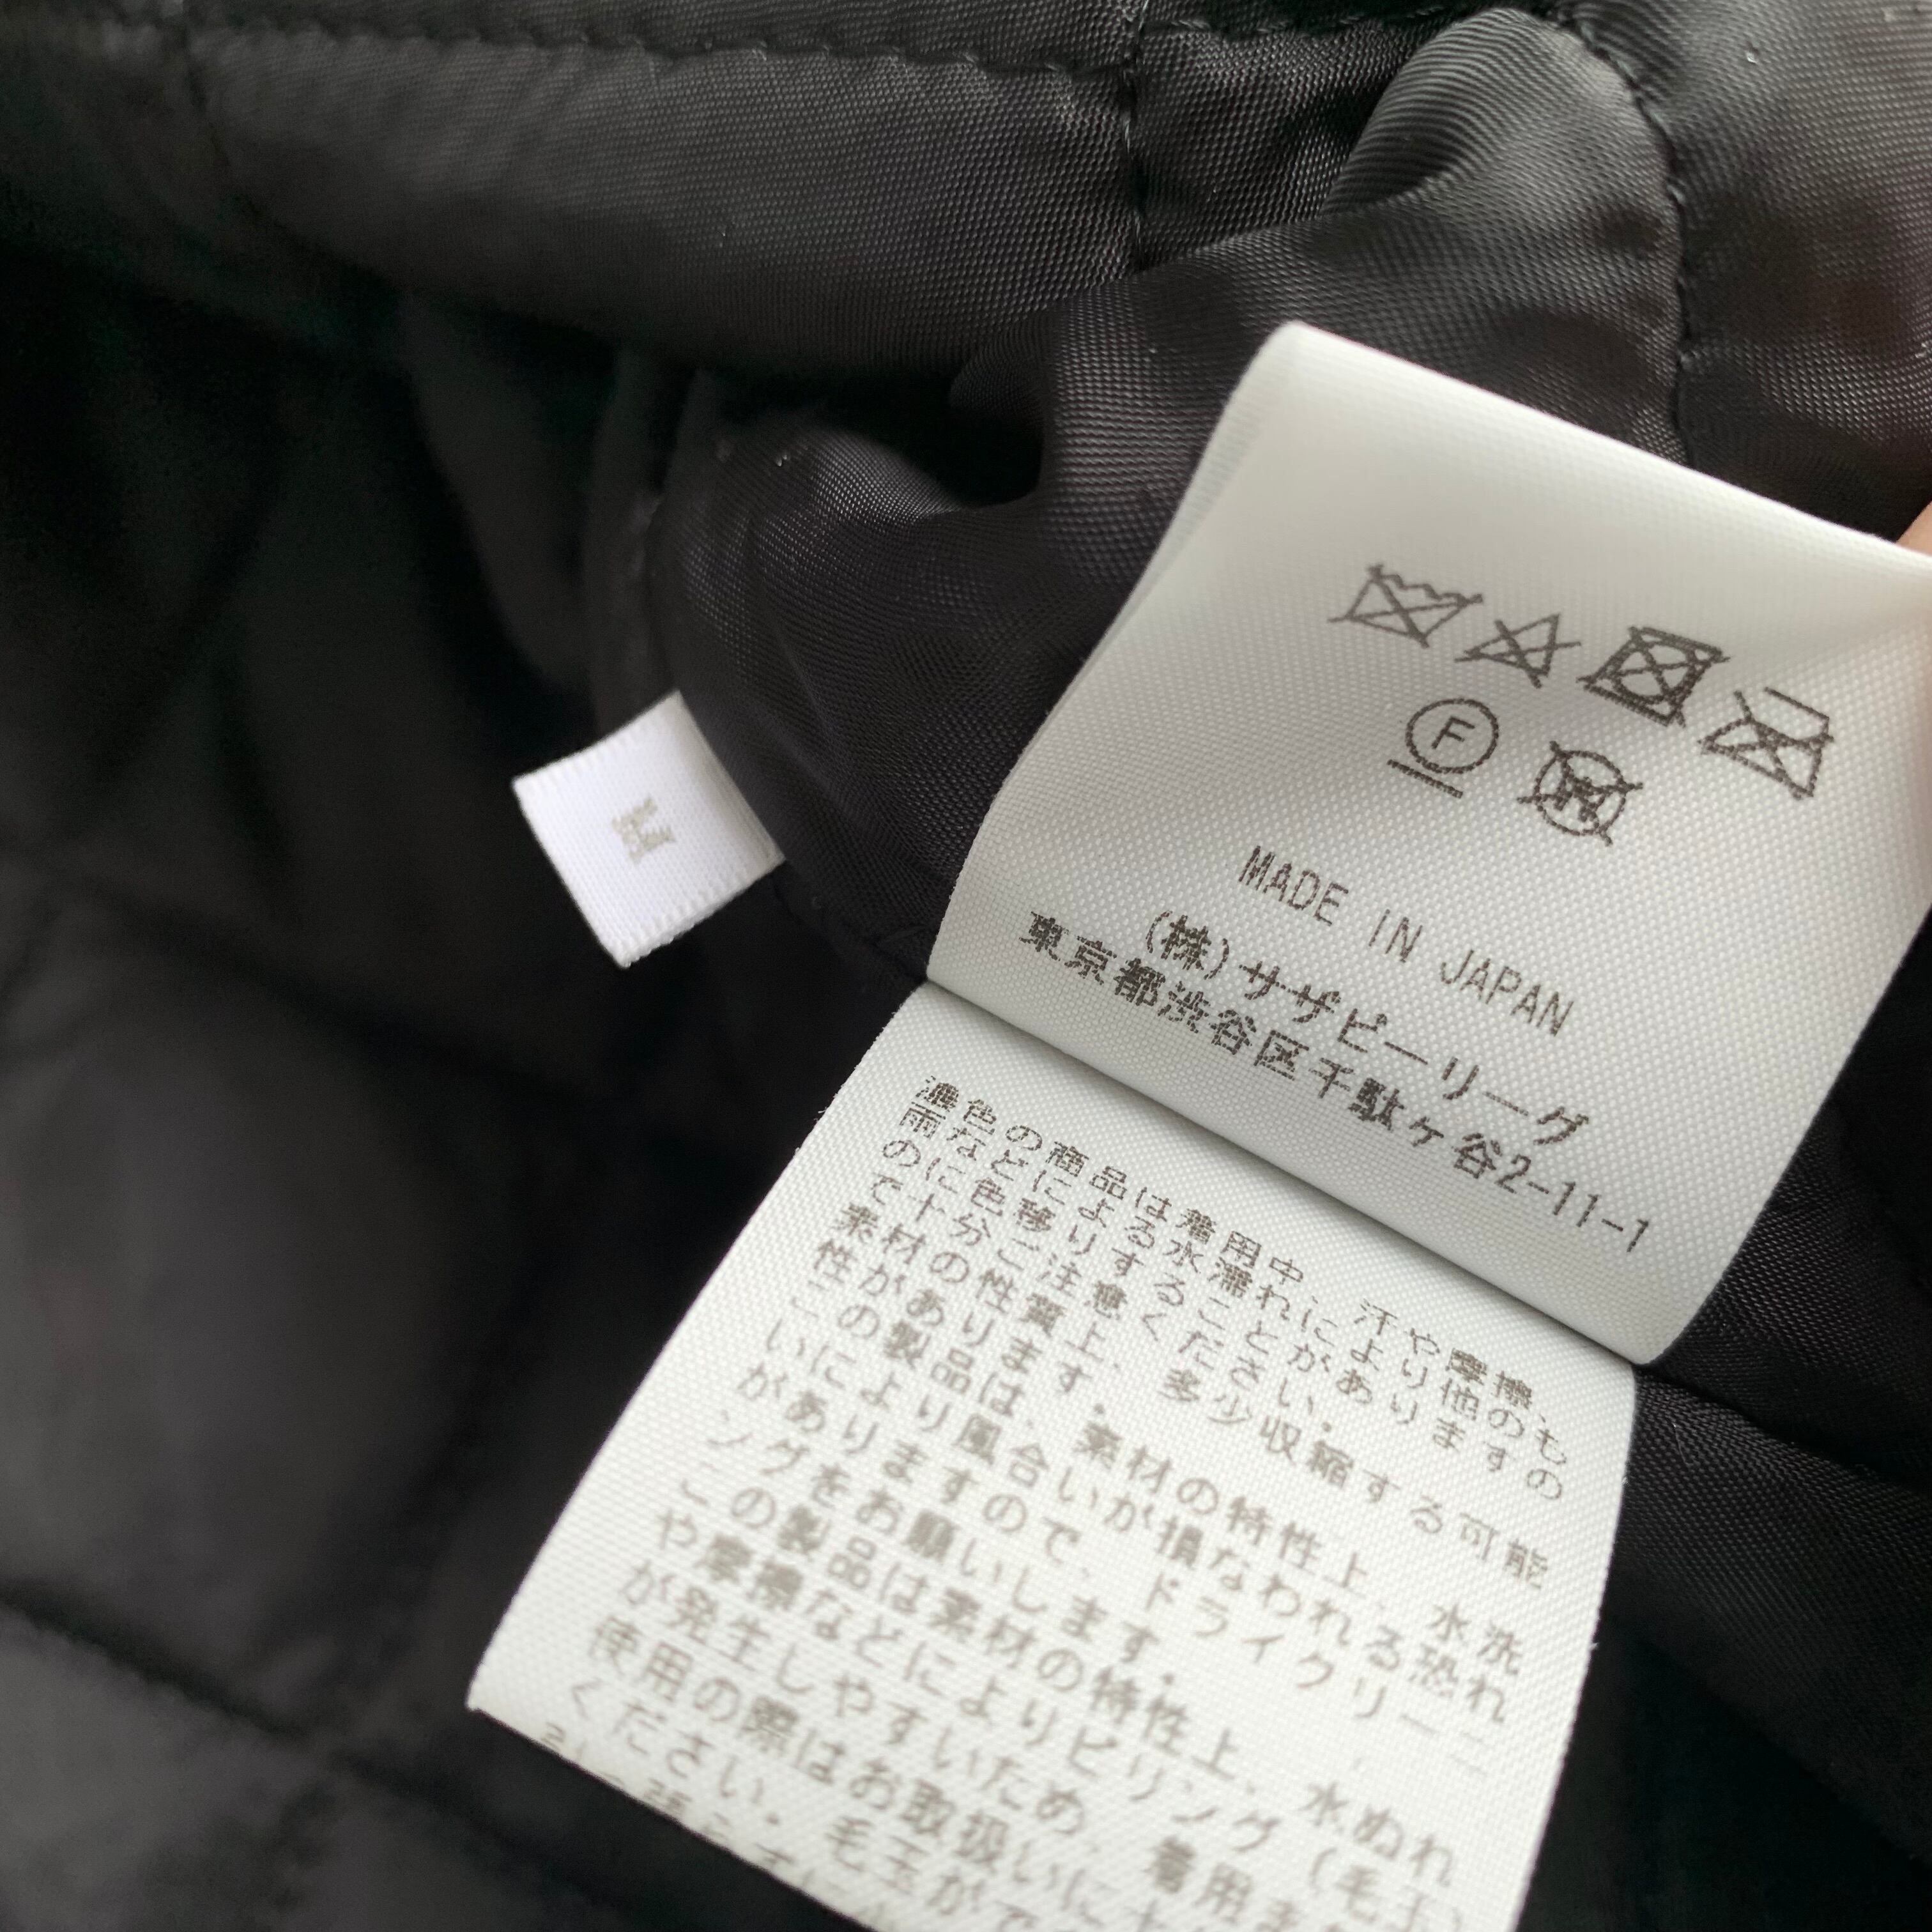 M
F
W
MADE IN JAPAN
(株)サザビーリーグ
東京都渋谷区千駄ケ谷2-11-1
濃色の商品は着用中、汗や摩擦、
雨などによる水濡れにより他のも
のに色移りすることがありますの
で十分ご注意ください。
素材の性質上、多少収縮する可能
性があります。
この製品は、素材の特性上、水洗
いにより風合いが損なわれる恐れ
がありますので、ドライクリーニ
ングをお願いします。
この製品は素材の特性上、水ぬれ
や摩擦などによりピリング(毛玉)
が発生しやすいため、着用また
使用の際はお取扱いに十
ください。毛玉がで